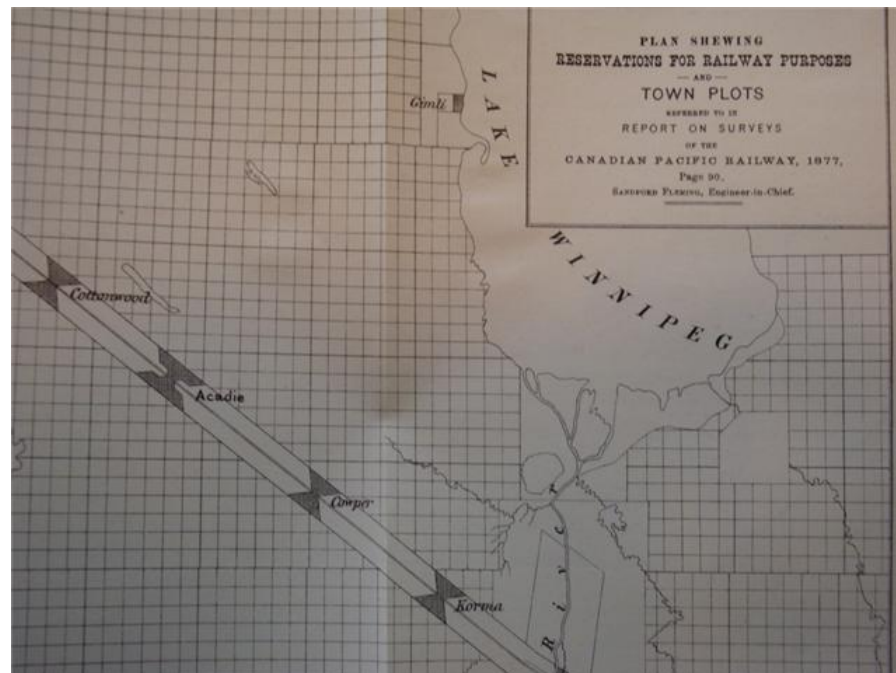 PLAN SHEWING
RESERVATIONS FOR RAILWAY PURPOSES
— AND —
TOWN PLOTS
REFERRED TO IN
REPORT ON SURVEYS
OF THE
CANADIAN PACIFIC RAILWAY, 1877,
Page 90.
SANDFORD FLEMING, Engineer-in-Chief.
LAKE
Gimli
WINNIPEG
Cottonwood
Acadie
Cowper
Korma
River